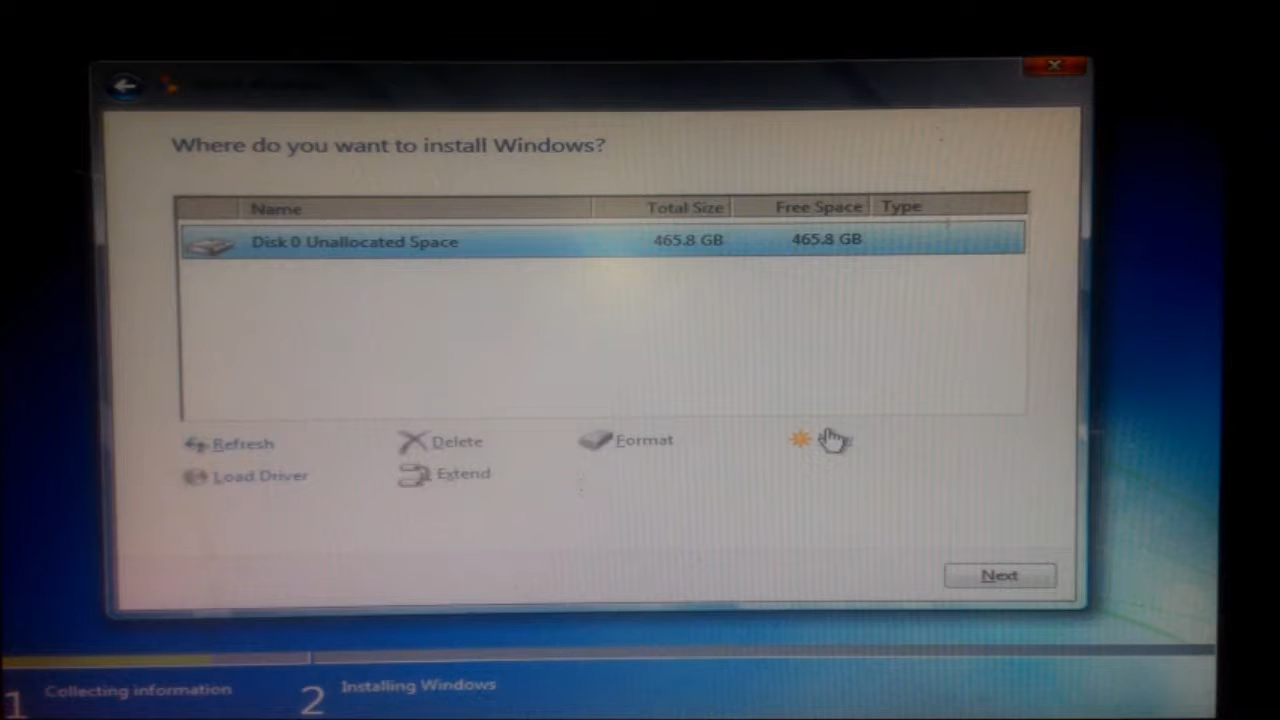 Where do you want to install Windows?
Name Total Size Free Space Type
Disk 0 Unallocated Space 465.8 GB 465.8 GB
Refresh Delete Format
Load Driver Extend
Next
1 Collecting information 2 Installing Windows